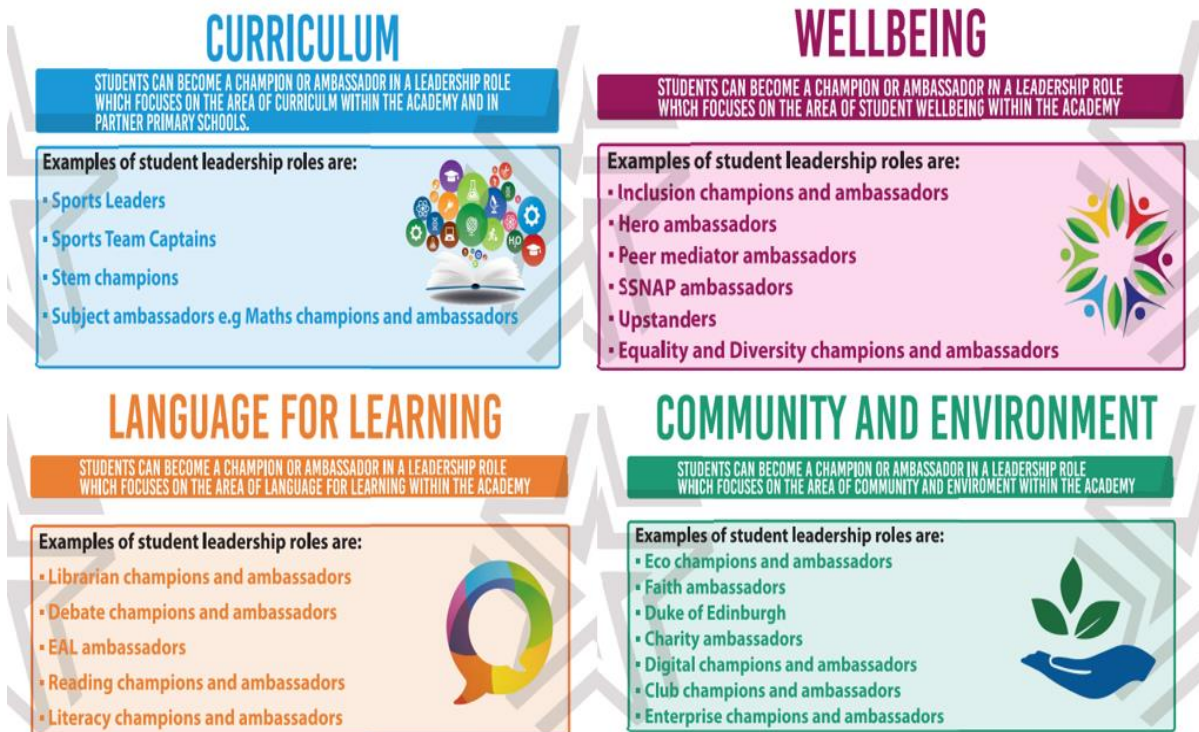 CURRICULUM
STUDENTS CAN BECOME A CHAMPION OR AMBASSADOR IN A LEADERSHIP ROLE
WHICH FOCUSES ON THE AREA OF CURRICULUM WITHIN THE ACADEMY AND IN
PARTNER PRIMARY SCHOOLS.
Examples of student leadership roles are:
▪ Sports Leaders
▪ Sports Team Captains
▪ Stem champions
▪ Subject ambassadors e.g Maths champions and ambassadors
H₂O
WELLBEING
STUDENTS CAN BECOME A CHAMPION OR AMBASSADOR IN A LEADERSHIP ROLE
WHICH FOCUSES ON THE AREA OF STUDENT WELLBEING WITHIN THE ACADEMY
Examples of student leadership roles are:
▪ Inclusion champions and ambassadors
▪ Hero ambassadors
▪ Peer mediator ambassadors
▪ SSNAP ambassadors
▪ Upstanders
▪ Equality and Diversity champions and ambassadors
LANGUAGE FOR LEARNING
STUDENTS CAN BECOME A CHAMPION OR AMBASSADOR IN A LEADERSHIP ROLE
WHICH FOCUSES ON THE AREA OF LANGUAGE FOR LEARNING WITHIN THE ACADEMY
Examples of student leadership roles are:
▪ Librarian champions and ambassadors
▪ Debate champions and ambassadors
▪ EAL ambassadors
▪ Reading champions and ambassadors
▪ Literacy champions and ambassadors
COMMUNITY AND ENVIRONMENT
STUDENTS CAN BECOME A CHAMPION OR AMBASSADOR IN A LEADERSHIP ROLE
WHICH FOCUSES ON THE AREA OF COMMUNITY AND ENVIROMENT WITHIN THE ACADEMY
Examples of student leadership roles are:
▪ Eco champions and ambassadors
▪ Faith ambassadors
▪ Duke of Edinburgh
▪ Charity ambassadors
▪ Digital champions and ambassadors
▪ Club champions and ambassadors
▪ Enterprise champions and ambassadors